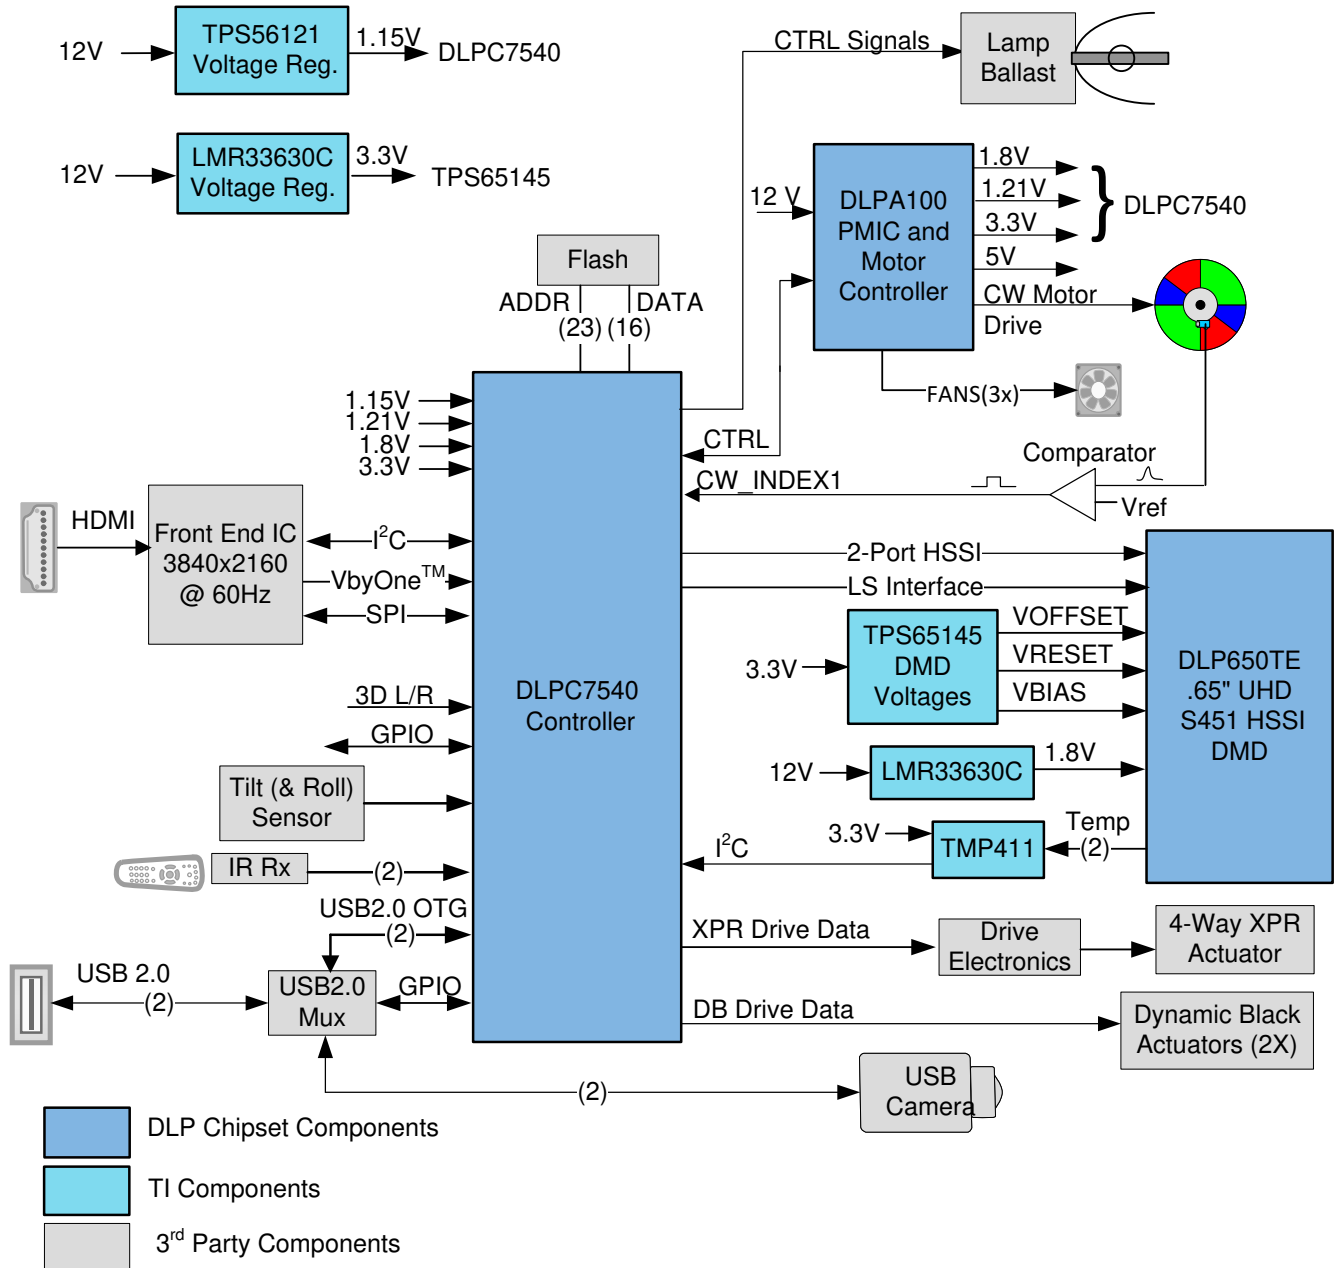 12V
TPS56121
Voltage Reg.
1.15V
DLPC7540
12V
LMR33630C
Voltage Reg.
3.3V
TPS65145
CTRL Signals
Lamp
Ballast
12 V
DLPA100
PMIC and
Motor
Controller
1.8V
1.21V
3.3V
5V
}
DLPC7540
CW Motor
Drive
FANS(3x)
Flash
ADDR
DATA
(23)
(16)
1.15V
1.21V
1.8V
3.3V
CTRL
CW_INDEX1
Comparator
Vref
HDMI
Front End IC
3840x2160
@ 60Hz
I²C
VbyOne™
SPI
DLPC7540
Controller
2-Port HSSI
LS Interface
3.3V
TPS65145
DMD
Voltages
VOFFSET
VRESET
VBIAS
DLP650TE
.65" UHD
S451 HSSI
DMD
12V
LMR33630C
1.8V
3D L/R
GPIO
Tilt (& Roll)
Sensor
I²C
3.3V
TMP411
Temp
(2)
IR Rx
(2)
USB2.0 OTG
(2)
USB 2.0
(2)
USB2.0
Mux
GPIO
XPR Drive Data
Drive
Electronics
4-Way XPR
Actuator
DB Drive Data
Dynamic Black
Actuators (2X)
(2)
USB
Camera
DLP Chipset Components
TI Components
3rd Party Components